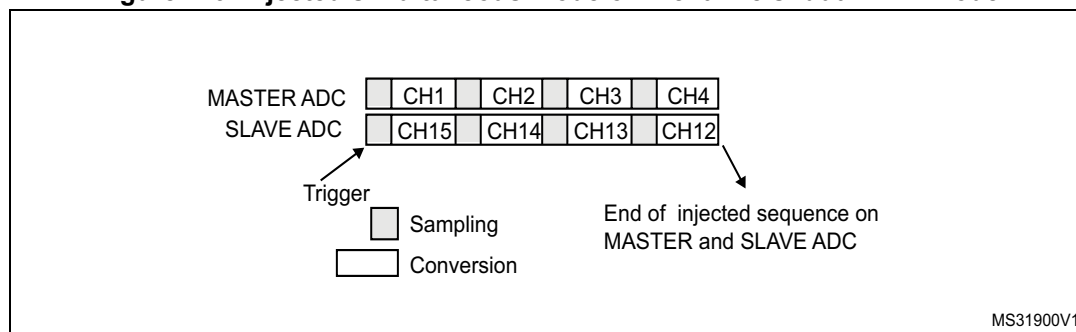 MASTER ADC CH1 CH2 CH3 CH4
SLAVE ADC CH15 CH14 CH13 CH12
Trigger
Sampling
Conversion
End of injected sequence on
MASTER and SLAVE ADC
MS31900V1